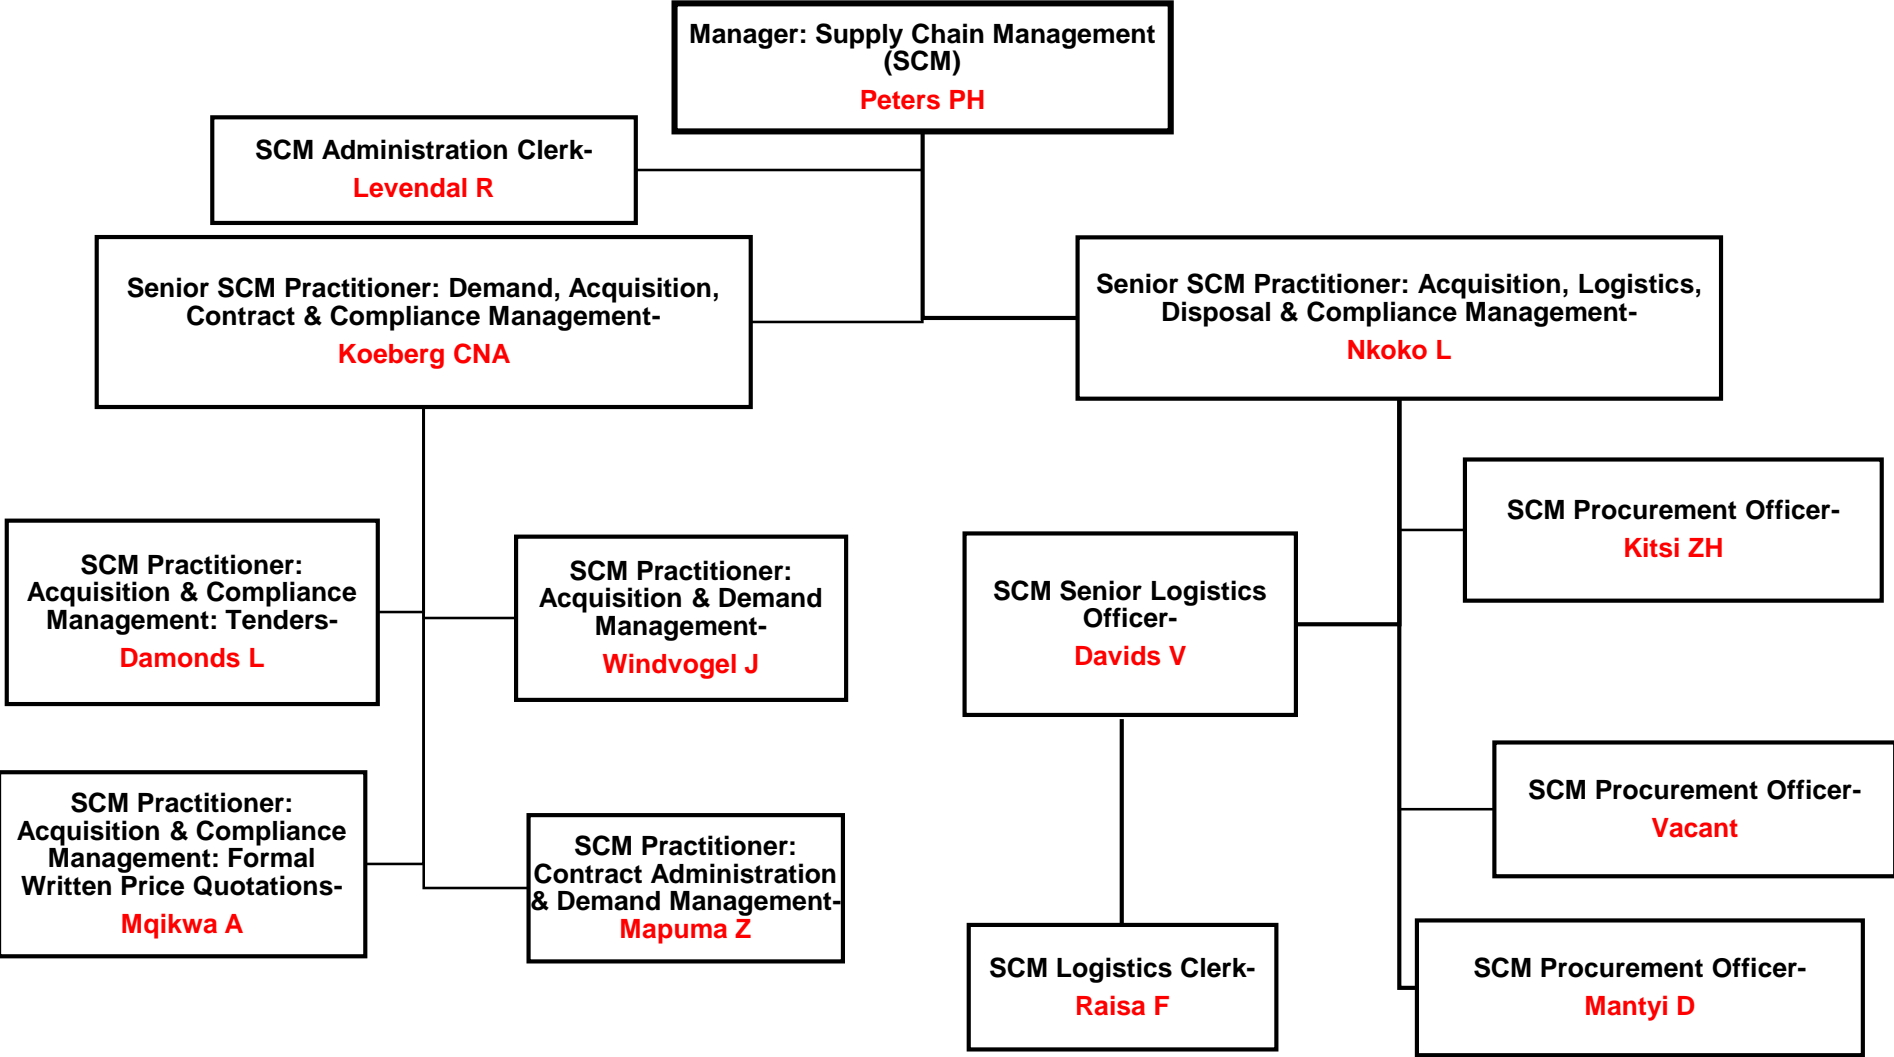 Manager: Supply Chain Management
(SCM)
Peters PH
SCM Administration Clerk-
Levendal R
Senior SCM Practitioner: Demand, Acquisition,
Contract & Compliance Management-
Koeberg CNA
Senior SCM Practitioner: Acquisition, Logistics,
Disposal & Compliance Management-
Nkoko L
SCM Practitioner:
Acquisition & Compliance
Management: Tenders-
Damonds L
SCM Practitioner:
Acquisition & Demand
Management-
Windvogel J
SCM Senior Logistics
Officer-
Davids V
SCM Procurement Officer-
Kitsi ZH
SCM Practitioner:
Acquisition & Compliance
Management: Formal
Written Price Quotations-
Mqikwa A
SCM Practitioner:
Contract Administration
& Demand Management-
Mapuma Z
SCM Procurement Officer-
Vacant
SCM Logistics Clerk-
Raisa F
SCM Procurement Officer-
Mantyi D